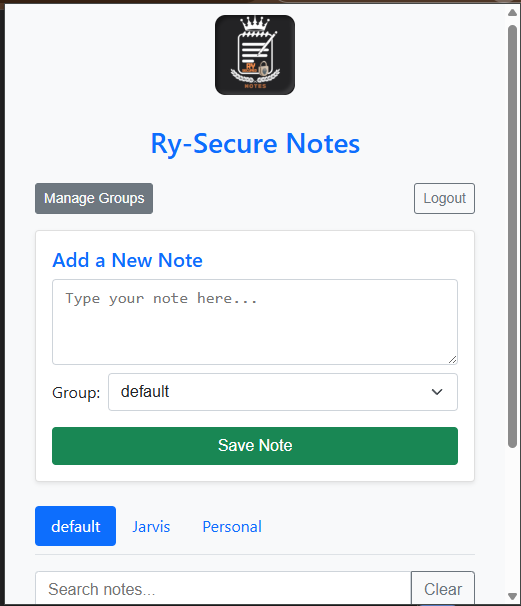 RY
NOTES
Ry-Secure Notes
Manage Groups
Logout
Add a New Note
Type your note here...
Group: default
Save Note
default Jarvis Personal
Search notes... Clear